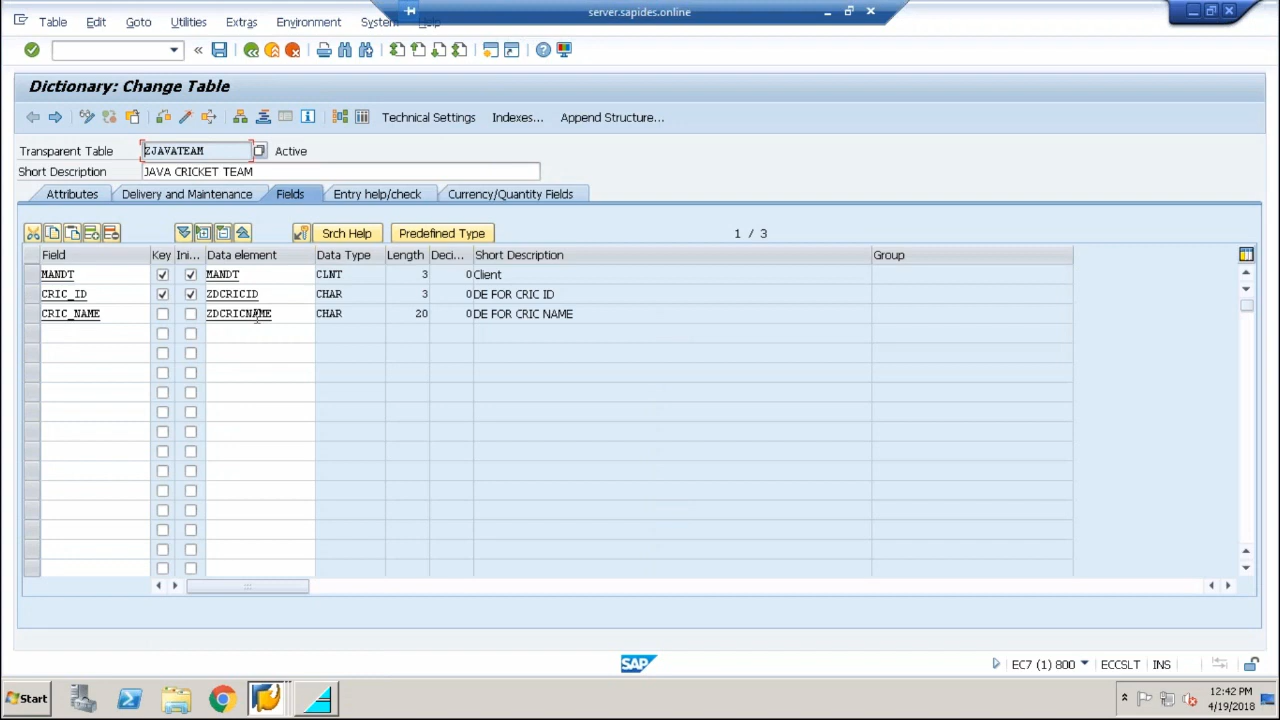 server.sapides.online
Table Edit Goto Utilities Extras Environment System Help
Dictionary: Change Table
Technical Settings Indexes... Append Structure...
Transparent Table ZJAVATEAM Active
Short Description JAVA CRICKET TEAM
Attributes Delivery and Maintenance Fields Entry help/check Currency/Quantity Fields
Srch Help Predefined Type 1 / 3
Field Key Ini... Data element Data Type Length Deci... Short Description Group
MANDT MANDT CLNT 3 0 Client
CRIC_ID ZDCRICID CHAR 3 0 DE FOR CRIC ID
CRIC_NAME ZDCRICNAME CHAR 20 0 DE FOR CRIC NAME
SAP
EC7 (1) 800 ECCSLT INS
Start
12:42 PM
4/19/2018